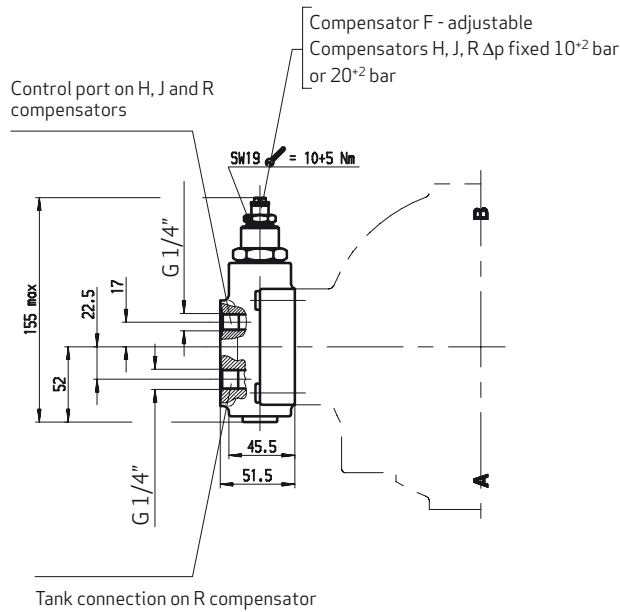 Compensator F - adjustable
Compensators H, J, R Δp fixed 10⁺² bar
or 20⁺² bar
Control port on H, J and R
compensators
SW19 = 10+5 Nm
G 1/4"
155 max
22.5
17
52
B
45.5
51.5
G 1/4"
A
Tank connection on R compensator